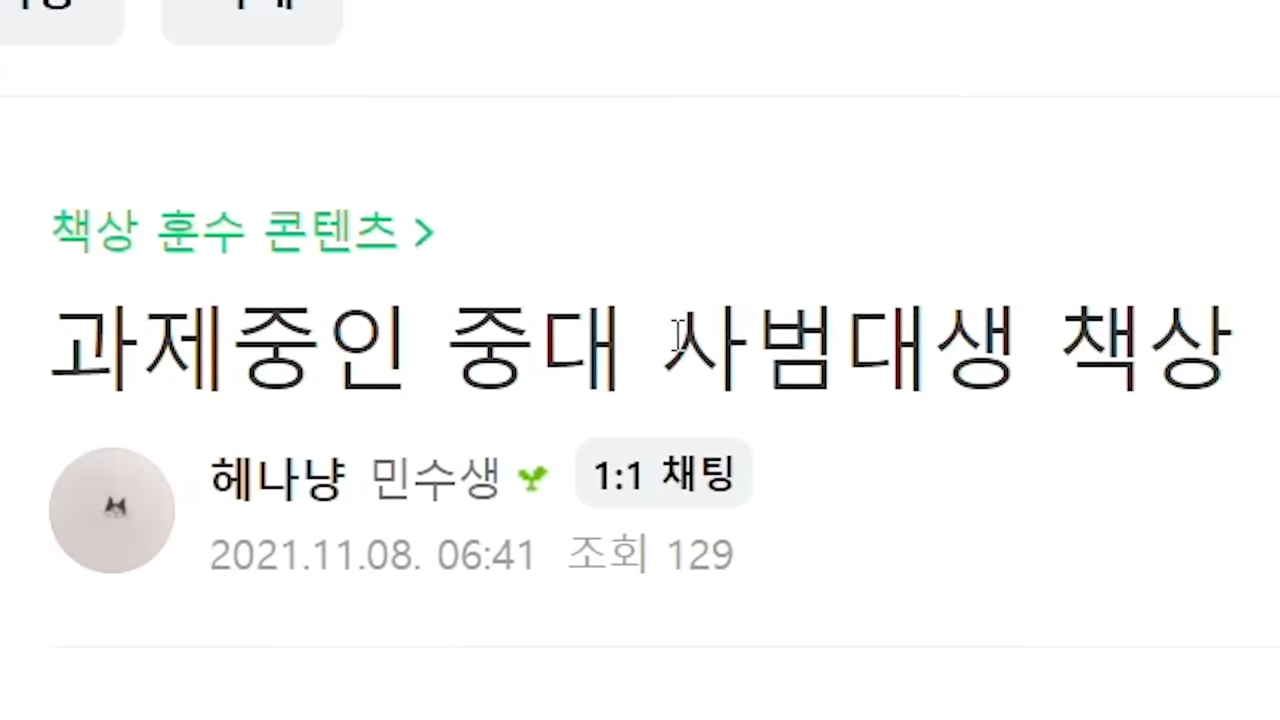 책상 훈수 콘텐츠 >
과제중인 중대 사범대생 책상
헤나냥 민수생 1:1 채팅
2021.11.08. 06:41 조회 129